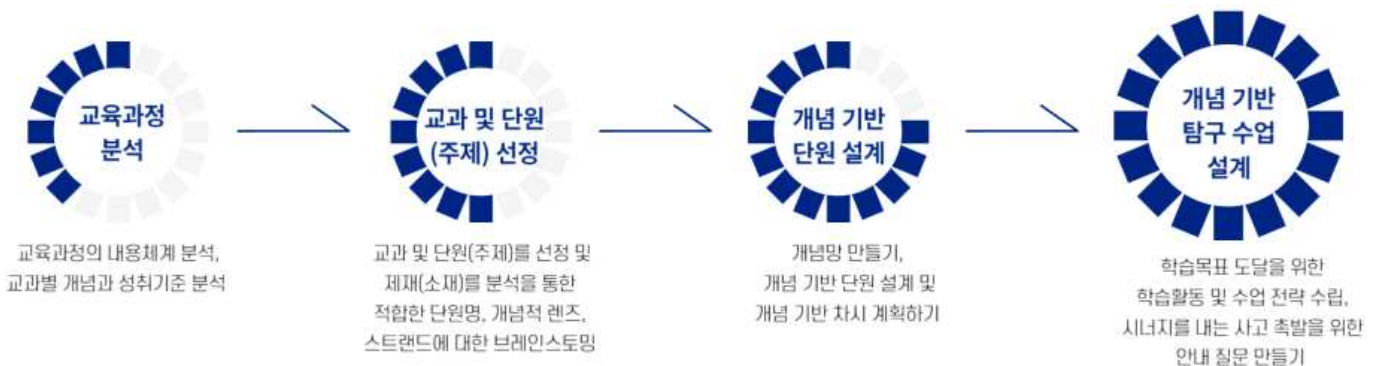 교육과정
분석
교육과정의 내용체계 분석,
교과별 개념과 성취기준 분석
교과 및 단원
(주제) 선정
교과 및 단원(주제)를 선정 및
제재(소재)를 분석을 통한
적합한 단원명, 개념적 렌즈,
스트랜드에 대한 브레인스토밍
개념 기반
단원 설계
개념망 만들기,
개념 기반 단원 설계 및
개념 기반 차시 계획하기
개념 기반
탐구 수업
설계
학습목표 도달을 위한
학습활동 및 수업 전략 수립,
시너지를 내는 사고 촉발을 위한
안내 질문 만들기